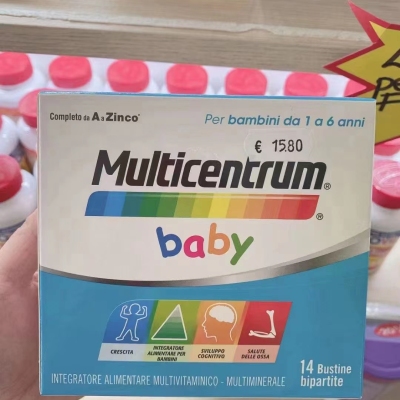 Completo da A a Zinco®
Per bambini da 1 a 6 anni
€ 15.80
Multicentrum®
®
baby
CRESCITA
INTEGRATORE
ALIMENTARE PER
BAMBINI
SVILUPPO
COGNITIVO
SALUTE
DELLE OSSA
14 Bustine
bipartite
INTEGRATORE ALIMENTARE MULTIVITAMINICO - MULTIMINERALE